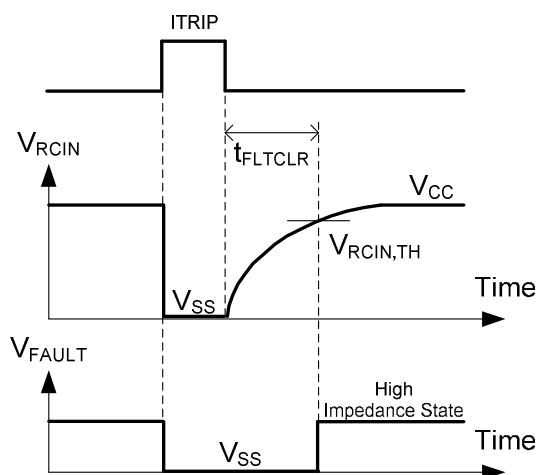 ITRIP
tFLTCLR
VRCIN
VCC
VRCIN,TH
VSS
Time
VFAULT
High
Impedance State
VSS
Time